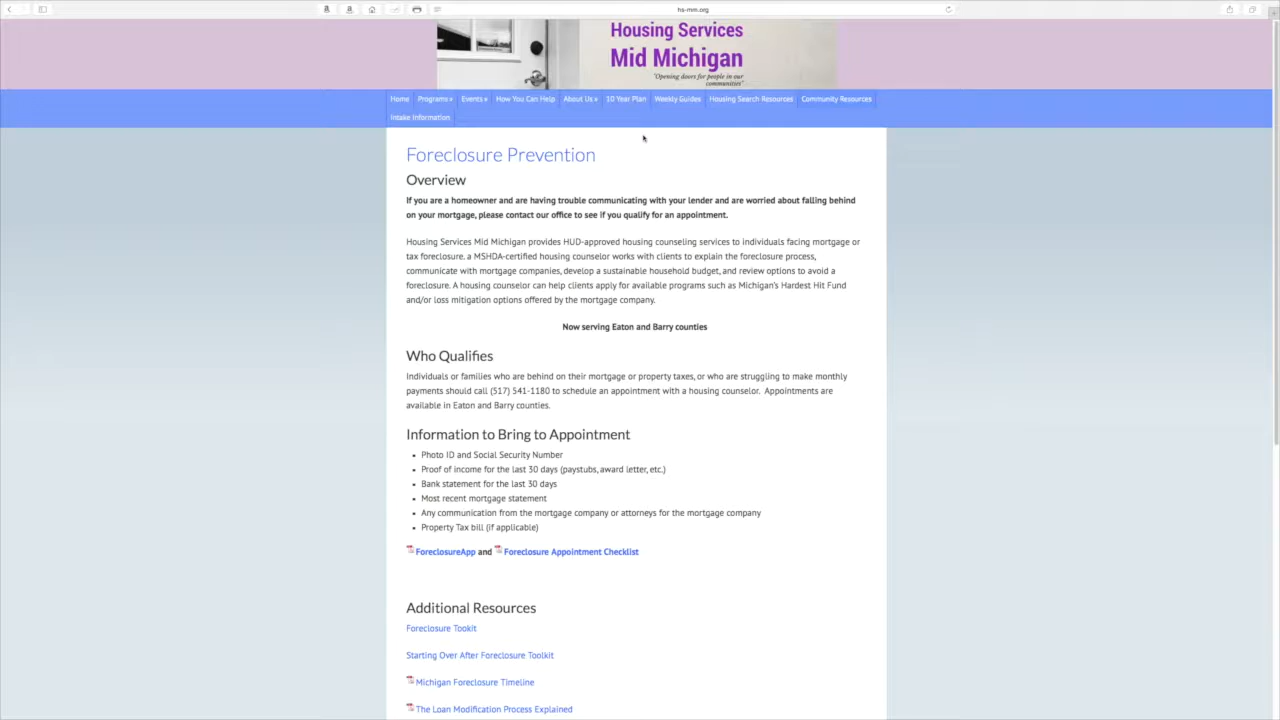 hs-mm.org
Housing Services
Mid Michigan
"Opening doors for people in our
communities"
Home Programs » Events » How You Can Help About Us » 10 Year Plan Weekly Guides Housing Search Resources Community Resources
Intake Information
Foreclosure Prevention
Overview
If you are a homeowner and are having trouble communicating with your lender and are worried about falling behind
on your mortgage, please contact our office to see if you qualify for an appointment.
Housing Services Mid Michigan provides HUD-approved housing counseling services to individuals facing mortgage or
tax foreclosure. a MSHDA-certified housing counselor works with clients to explain the foreclosure process,
communicate with mortgage companies, develop a sustainable household budget, and review options to avoid a
foreclosure. A housing counselor can help clients apply for available programs such as Michigan's Hardest Hit Fund
and/or loss mitigation options offered by the mortgage company.
Now serving Eaton and Barry counties
Who Qualifies
Individuals or families who are behind on their mortgage or property taxes, or who are struggling to make monthly
payments should call (517) 541-1180 to schedule an appointment with a housing counselor. Appointments are
available in Eaton and Barry counties.
Information to Bring to Appointment
• Photo ID and Social Security Number
• Proof of income for the last 30 days (paystubs, award letter, etc.)
• Bank statement for the last 30 days
• Most recent mortgage statement
• Any communication from the mortgage company or attorneys for the mortgage company
• Property Tax bill (if applicable)
ForeclosureApp and Foreclosure Appointment Checklist
Additional Resources
Foreclosure Tookit
Starting Over After Foreclosure Toolkit
Michigan Foreclosure Timeline
The Loan Modification Process Explained